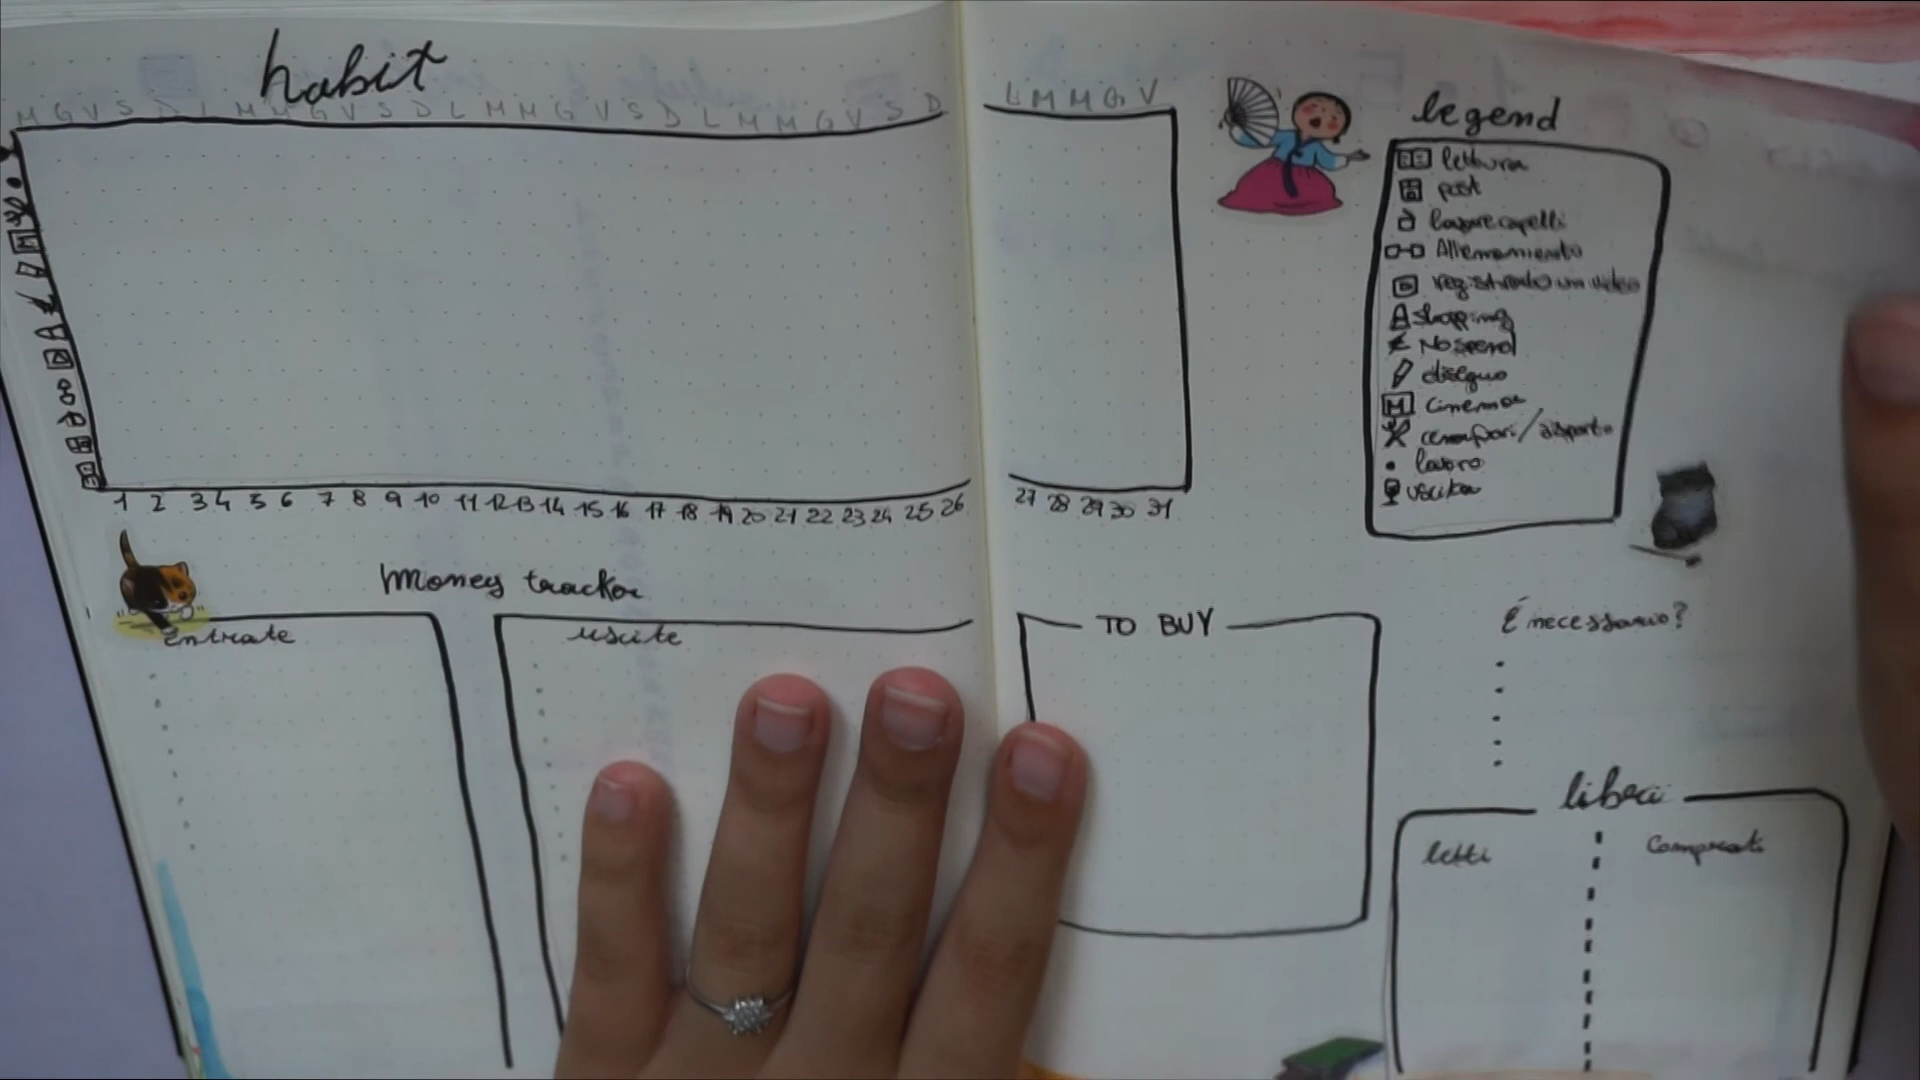 habit
M G V S D L M M G V S D L M M G V S D L M M G V S D L M M G V
1 2 3 4 5 6 7 8 9 10 11 12 13 14 15 16 17 18 19 20 21 22 23 24 25 26 27 28 29 30 31
legend
lettura
post
lavare capelli
Allenamento
registrato un video
shopping
No spend
disegno
M cinema
lavoro
uscita
Money tracker
Entrate
uscite
TO BUY
É necessario?
libri
letti
Comprati